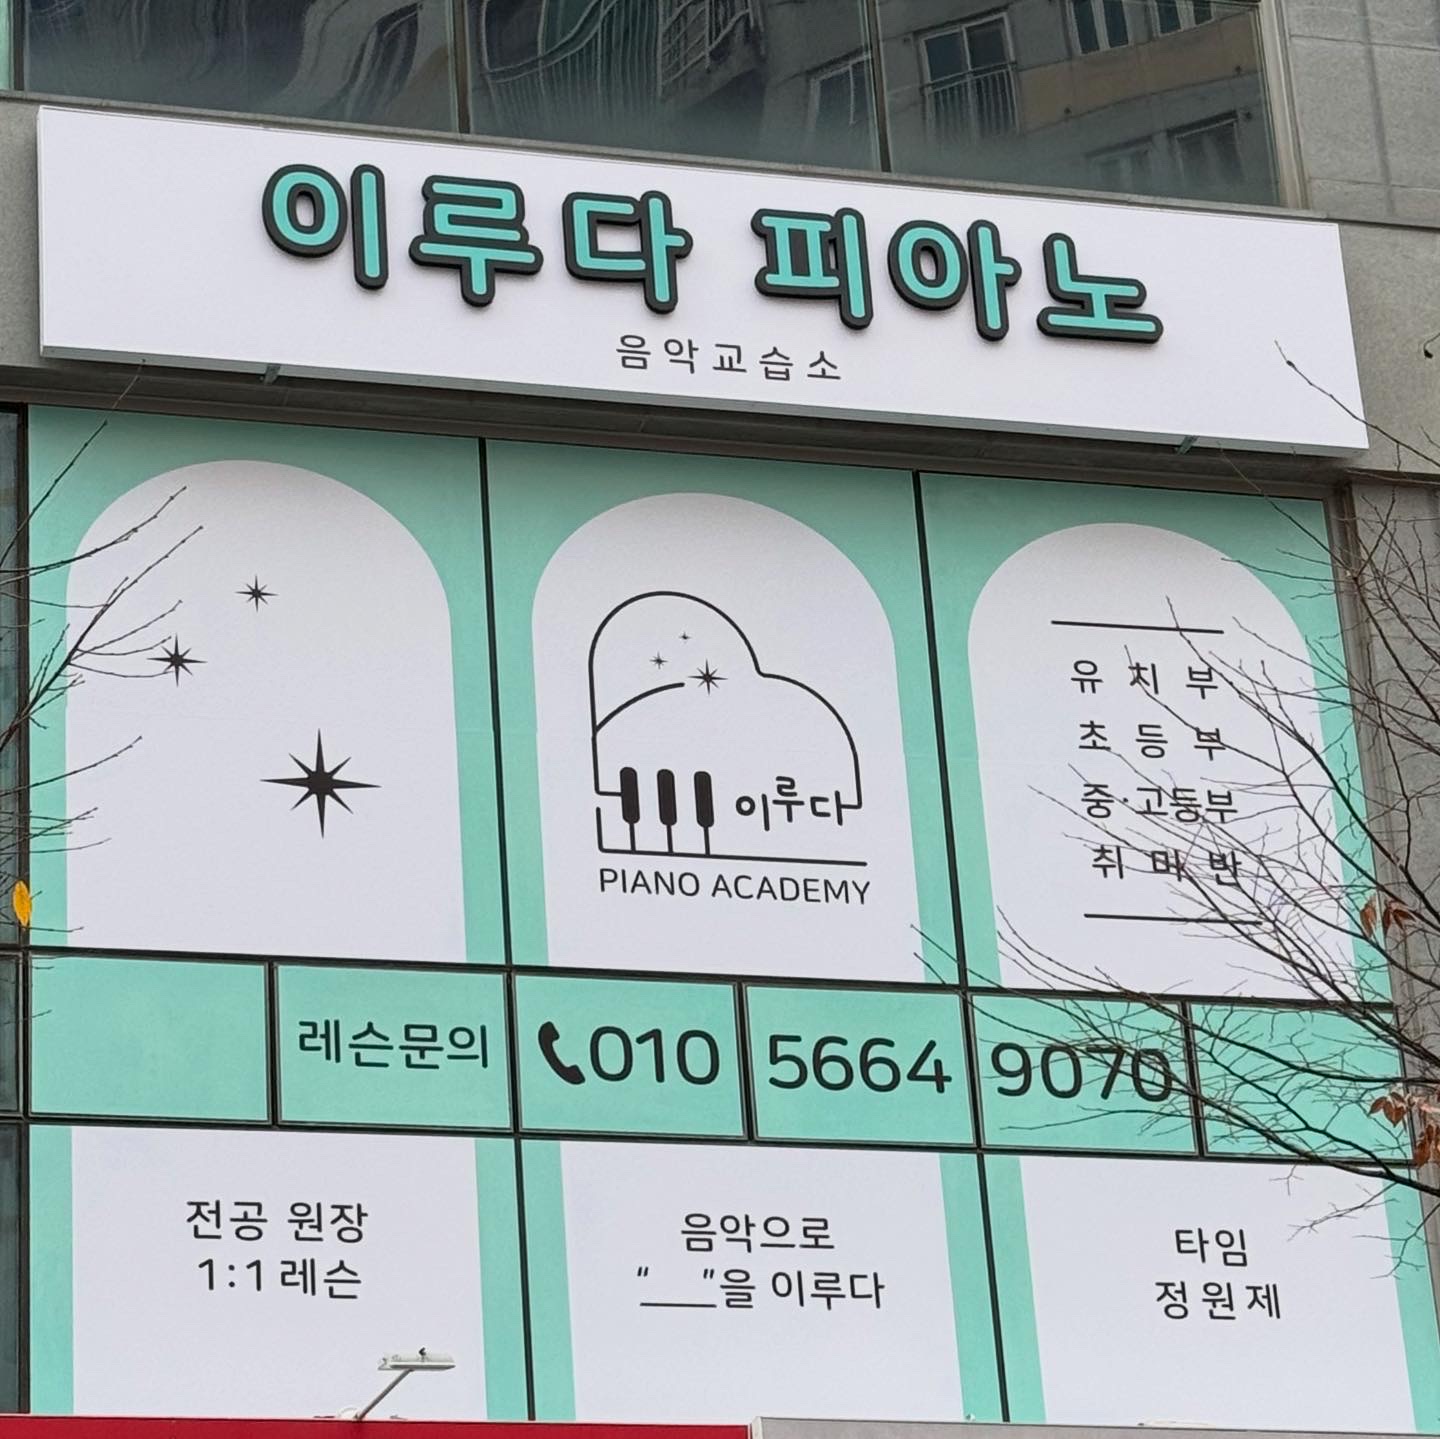 이루다 피아노
음악교습소
이루다
PIANO ACADEMY
유치부
초등부
중·고등부
취미반
레슨문의 010 5664 9070
전공 원장
1:1 레슨
음악으로
"___"을 이루다
타임
정원제